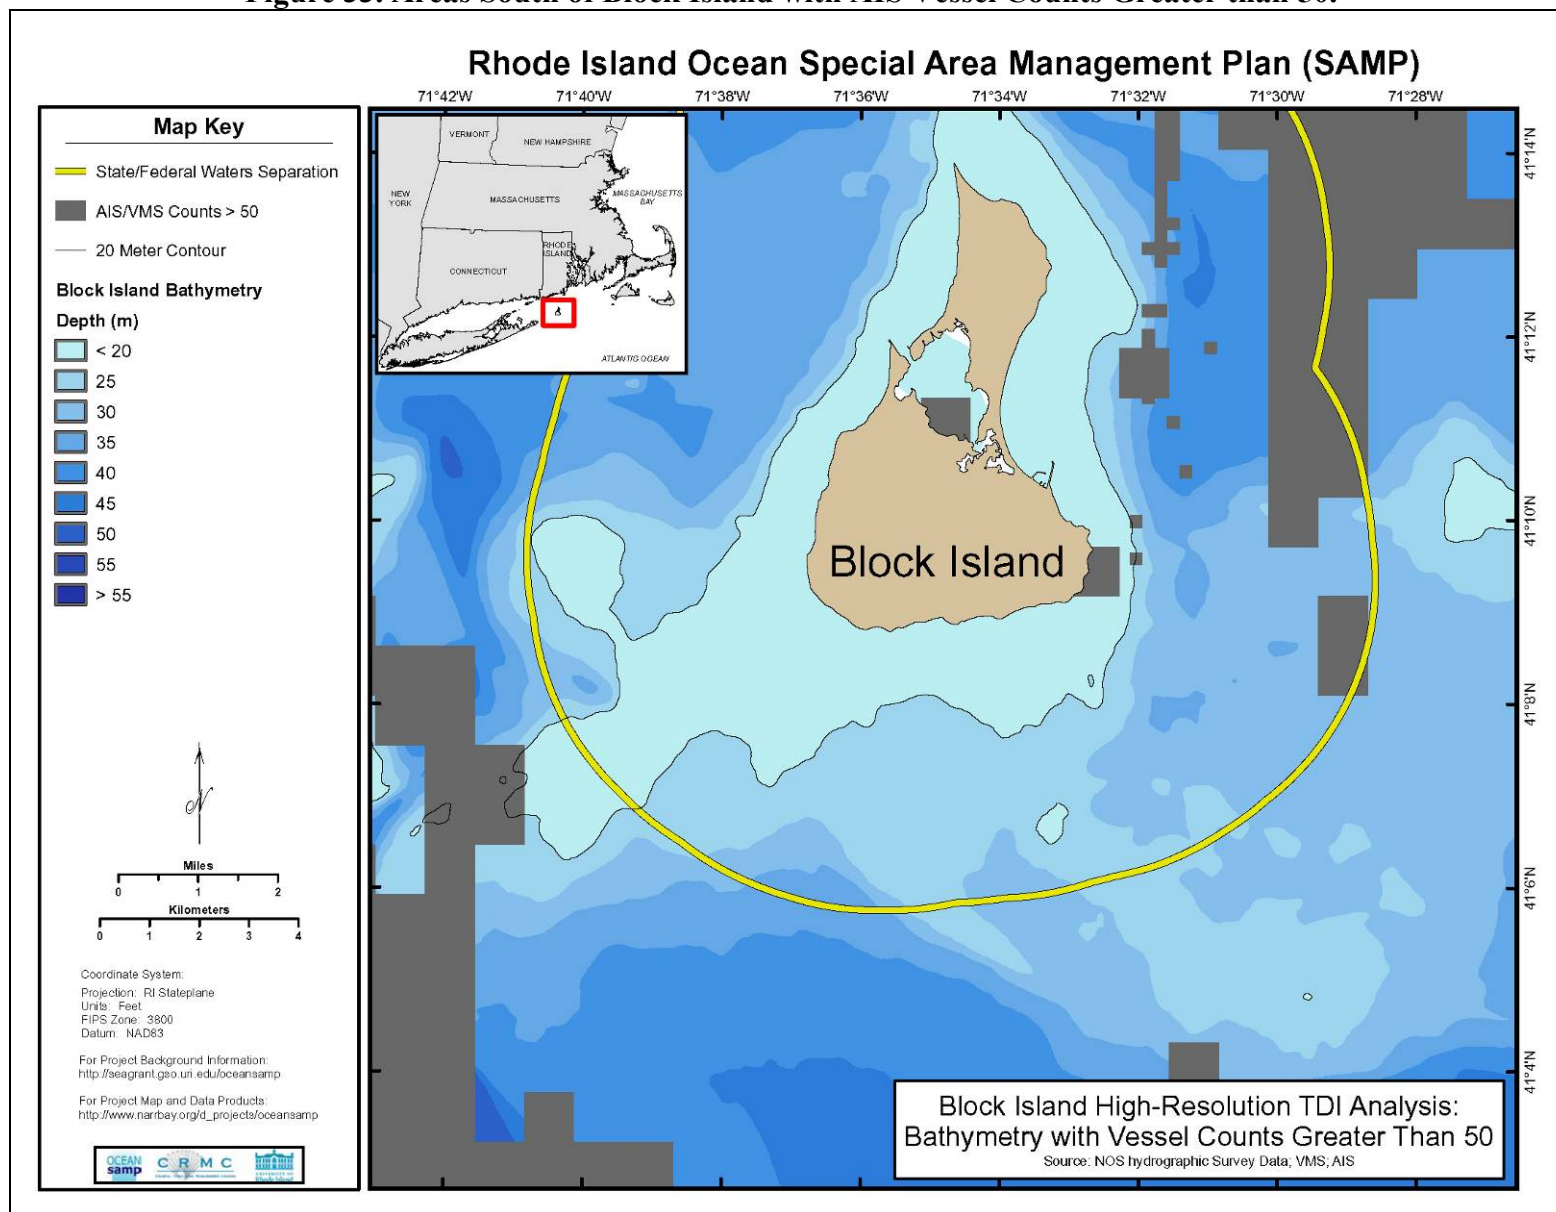 Figure 33. Areas South of Block Island with AIS Vessel Counts Greater than 50.
Rhode Island Ocean Special Area Management Plan (SAMP)
71°42'W 71°40'W 71°38'W 71°36'W 71°34'W 71°32'W 71°30'W 71°28'W
Map Key
State/Federal Waters Separation
AIS/VMS Counts > 50
20 Meter Contour
Block Island Bathymetry
Depth (m)
< 20
25
30
35
40
45
50
55
> 55
N
Miles
0 1 2
Kilometers
0 1 2 3 4
Coordinate System:
Projection: RI Stateplane
Units: Feet
FIPS Zone: 3800
Datum: NAD83
For Project Background Information:
http://seagrant.gso.uri.edu/oceansamp
For Project Map and Data Products:
http://www.narrbay.org/d_projects/oceansamp
OCEAN
samp
CRMC
VERMONT
NEW HAMPSHIRE
NEW
YORK
MASSACHUSETTS
MASSACHUSETTS
BAY
CONNECTICUT
RHODE
ISLAND
ATLANTIC OCEAN
Block Island
41°14'N
41°12'N
41°10'N
41°8'N
41°6'N
41°4'N
Block Island High-Resolution TDI Analysis:
Bathymetry with Vessel Counts Greater Than 50
Source: NOS hydrographic Survey Data; VMS; AIS